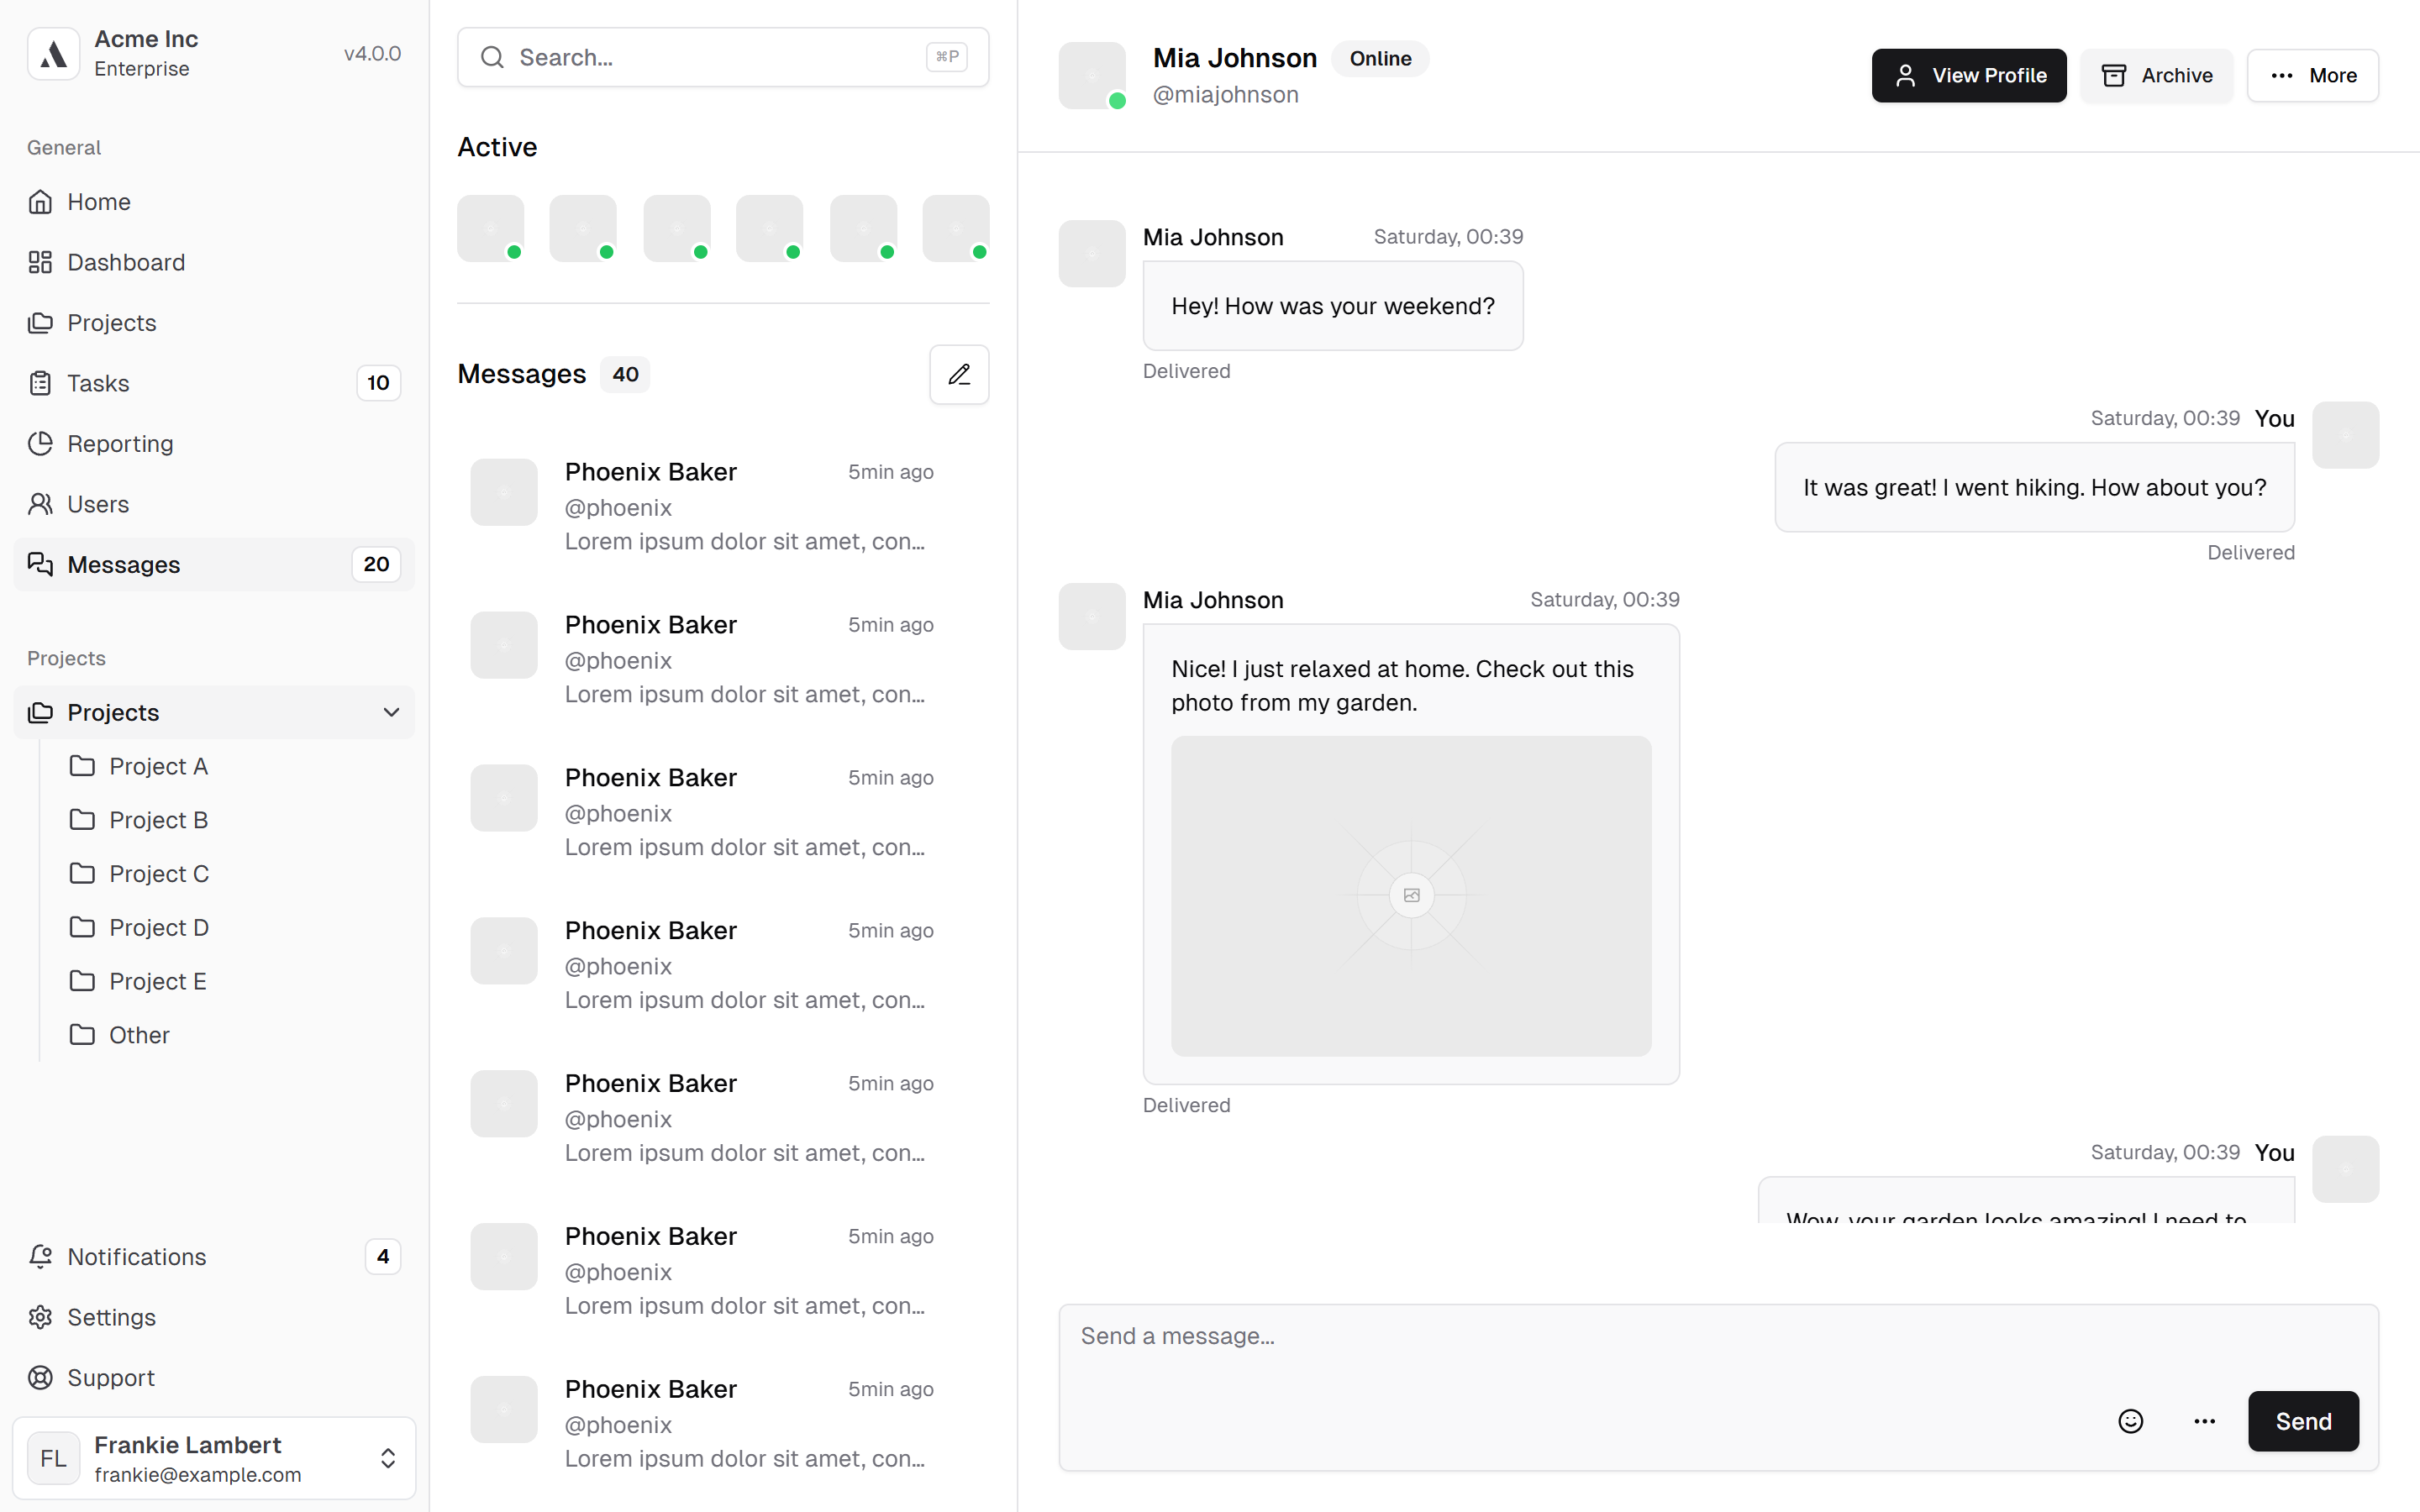 Acme Inc
Enterprise
v4.0.0
General
Home
Dashboard
Projects
Tasks
10
Reporting
Users
Messages
20
Projects
Projects
Project A
Project B
Project C
Project D
Project E
Other
Notifications
4
Settings
Support
FL
Frankie Lambert
frankie@example.com
Search...
⌘P
Active
Messages
40
Phoenix Baker
5min ago
@phoenix
Lorem ipsum dolor sit amet, con...
Phoenix Baker
5min ago
@phoenix
Lorem ipsum dolor sit amet, con...
Phoenix Baker
5min ago
@phoenix
Lorem ipsum dolor sit amet, con...
Phoenix Baker
5min ago
@phoenix
Lorem ipsum dolor sit amet, con...
Phoenix Baker
5min ago
@phoenix
Lorem ipsum dolor sit amet, con...
Phoenix Baker
5min ago
@phoenix
Lorem ipsum dolor sit amet, con...
Phoenix Baker
5min ago
@phoenix
Lorem ipsum dolor sit amet, con...
Mia Johnson
Online
@miajohnson
View Profile
Archive
More
Mia Johnson
Saturday, 00:39
Hey! How was your weekend?
Delivered
Saturday, 00:39
You
It was great! I went hiking. How about you?
Delivered
Mia Johnson
Saturday, 00:39
Nice! I just relaxed at home. Check out this
photo from my garden.
Delivered
Saturday, 00:39
You
Wow, your garden looks amazing! I need to
Send a message...
Send